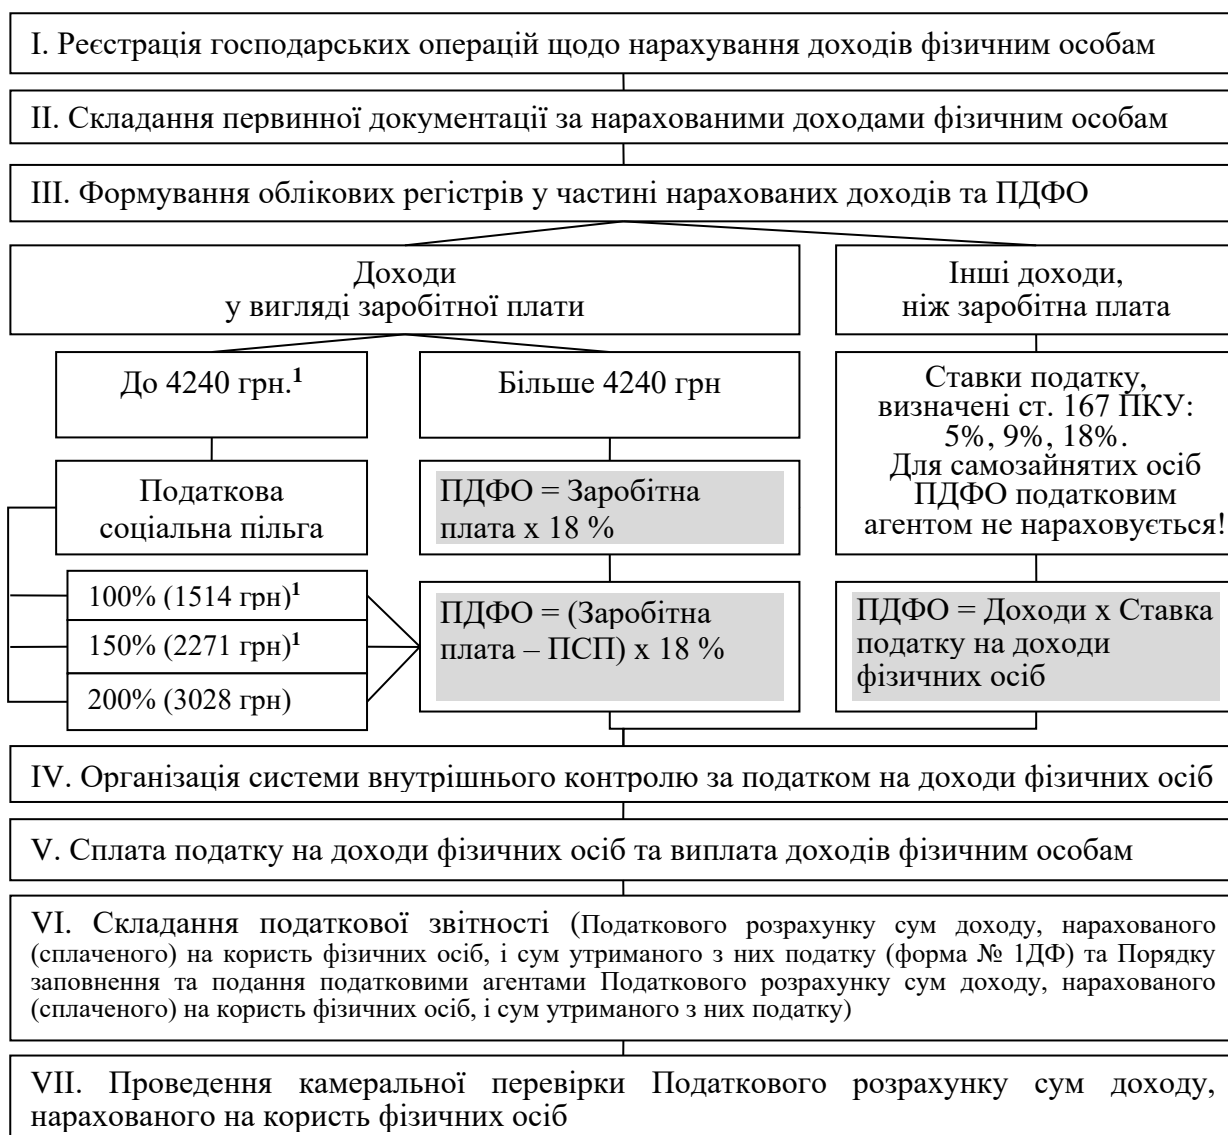 І. Реєстрація господарських операцій щодо нарахування доходів фізичним особам
ІІ. Складання первинної документації за нарахованими доходами фізичним особам
ІІІ. Формування облікових регістрів у частині нарахованих доходів та ПДФО
Доходи
у вигляді заробітної плати
Інші доходи,
ніж заробітна плата
До 4240 грн.¹
Більше 4240 грн
Ставки податку,
визначені ст. 167 ПКУ:
5%, 9%, 18%.
Для самозайнятих осіб
ПДФО податковим
агентом не нараховується!
Податкова
соціальна пільга
ПДФО = Заробітна
плата х 18 %
100% (1514 грн)¹
150% (2271 грн)¹
200% (3028 грн)
ПДФО = (Заробітна
плата – ПСП) х 18 %
ПДФО = Доходи х Ставка
податку на доходи
фізичних осіб
IV. Організація системи внутрішнього контролю за податком на доходи фізичних осіб
V. Сплата податку на доходи фізичних осіб та виплата доходів фізичним особам
VI. Складання податкової звітності (Податкового розрахунку сум доходу, нарахованого
(сплаченого) на користь фізичних осіб, і сум утриманого з них податку (форма № 1ДФ) та Порядку
заповнення та подання податковими агентами Податкового розрахунку сум доходу, нарахованого
(сплаченого) на користь фізичних осіб, і сум утриманого з них податку)
VII. Проведення камеральної перевірки Податкового розрахунку сум доходу,
нарахованого на користь фізичних осіб